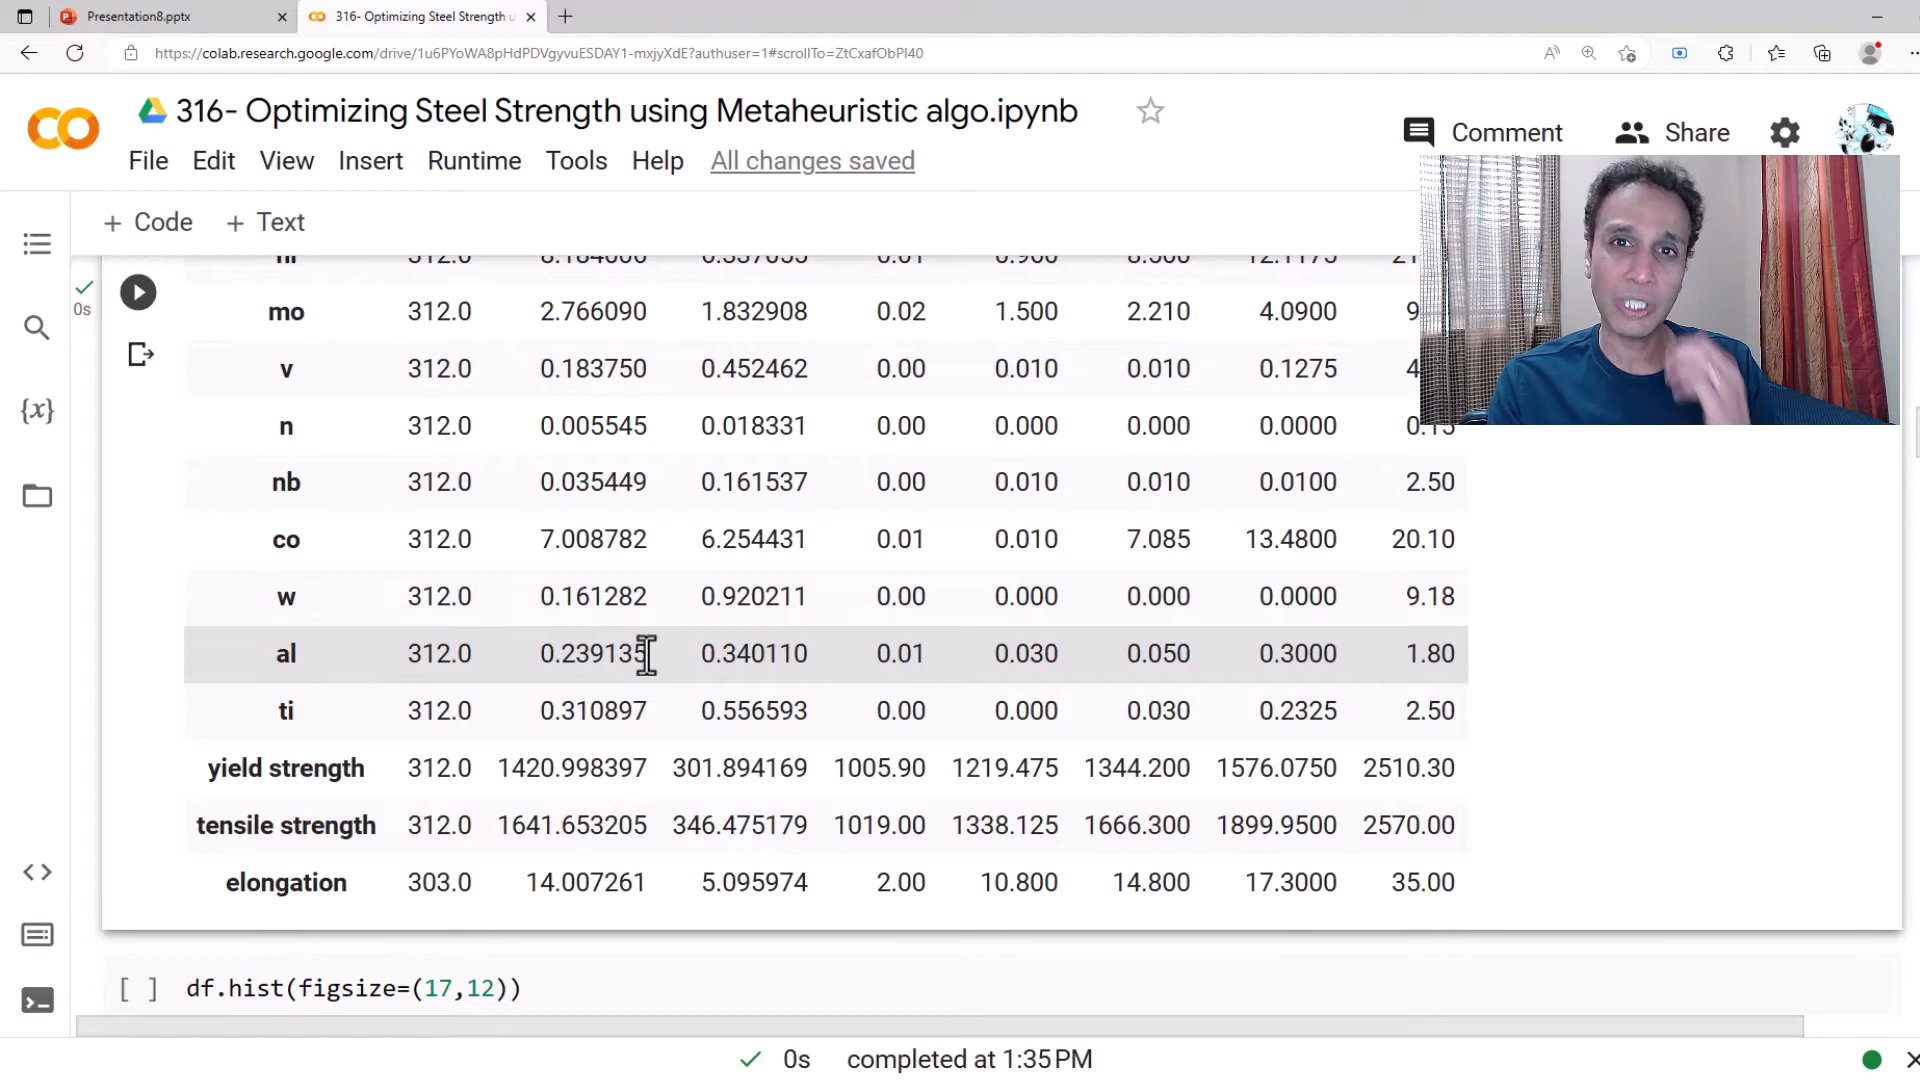 Presentation8.pptx
316- Optimizing Steel Strength u
https://colab.research.google.com/drive/1u6PYoWA8pHdPDVgyvuESDAY1-mxjyXdE?authuser=1#scrollTo=ZtCxafObPl40
316- Optimizing Steel Strength using Metaheuristic algo.ipynb
Comment
Share
File Edit View Insert Runtime Tools Help All changes saved
+ Code + Text
0s
mo 312.0 2.766090 1.832908 0.02 1.500 2.210 4.0900 9
v 312.0 0.183750 0.452462 0.00 0.010 0.010 0.1275 4
n 312.0 0.005545 0.018331 0.00 0.000 0.000 0.0000 0.15
nb 312.0 0.035449 0.161537 0.00 0.010 0.010 0.0100 2.50
co 312.0 7.008782 6.254431 0.01 0.010 7.085 13.4800 20.10
w 312.0 0.161282 0.920211 0.00 0.000 0.000 0.0000 9.18
al 312.0 0.239135 0.340110 0.01 0.030 0.050 0.3000 1.80
ti 312.0 0.310897 0.556593 0.00 0.000 0.030 0.2325 2.50
yield strength 312.0 1420.998397 301.894169 1005.90 1219.475 1344.200 1576.0750 2510.30
tensile strength 312.0 1641.653205 346.475179 1019.00 1338.125 1666.300 1899.9500 2570.00
elongation 303.0 14.007261 5.095974 2.00 10.800 14.800 17.3000 35.00
[ ] df.hist(figsize=(17,12))
0s completed at 1:35 PM